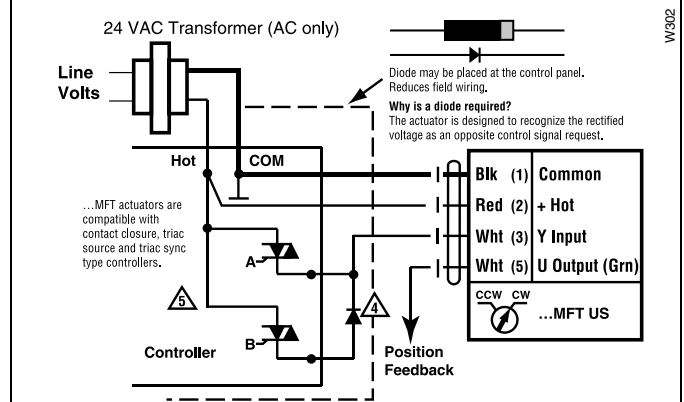 W302
24 VAC Transformer (AC only)
Line
Volts
Diode may be placed at the control panel.
Reduces field wiring.
Why is a diode required?
The actuator is designed to recognize the rectified
voltage as an opposite control signal request.
Hot
COM
...MFT actuators are
compatible with
contact closure, triac
source and triac sync
type controllers.
Blk (1) Common
Red (2) + Hot
Wht (3) Y Input
Wht (5) U Output (Grn)
CCW CW
...MFT US
A
5
4
B
Controller
Position
Feedback